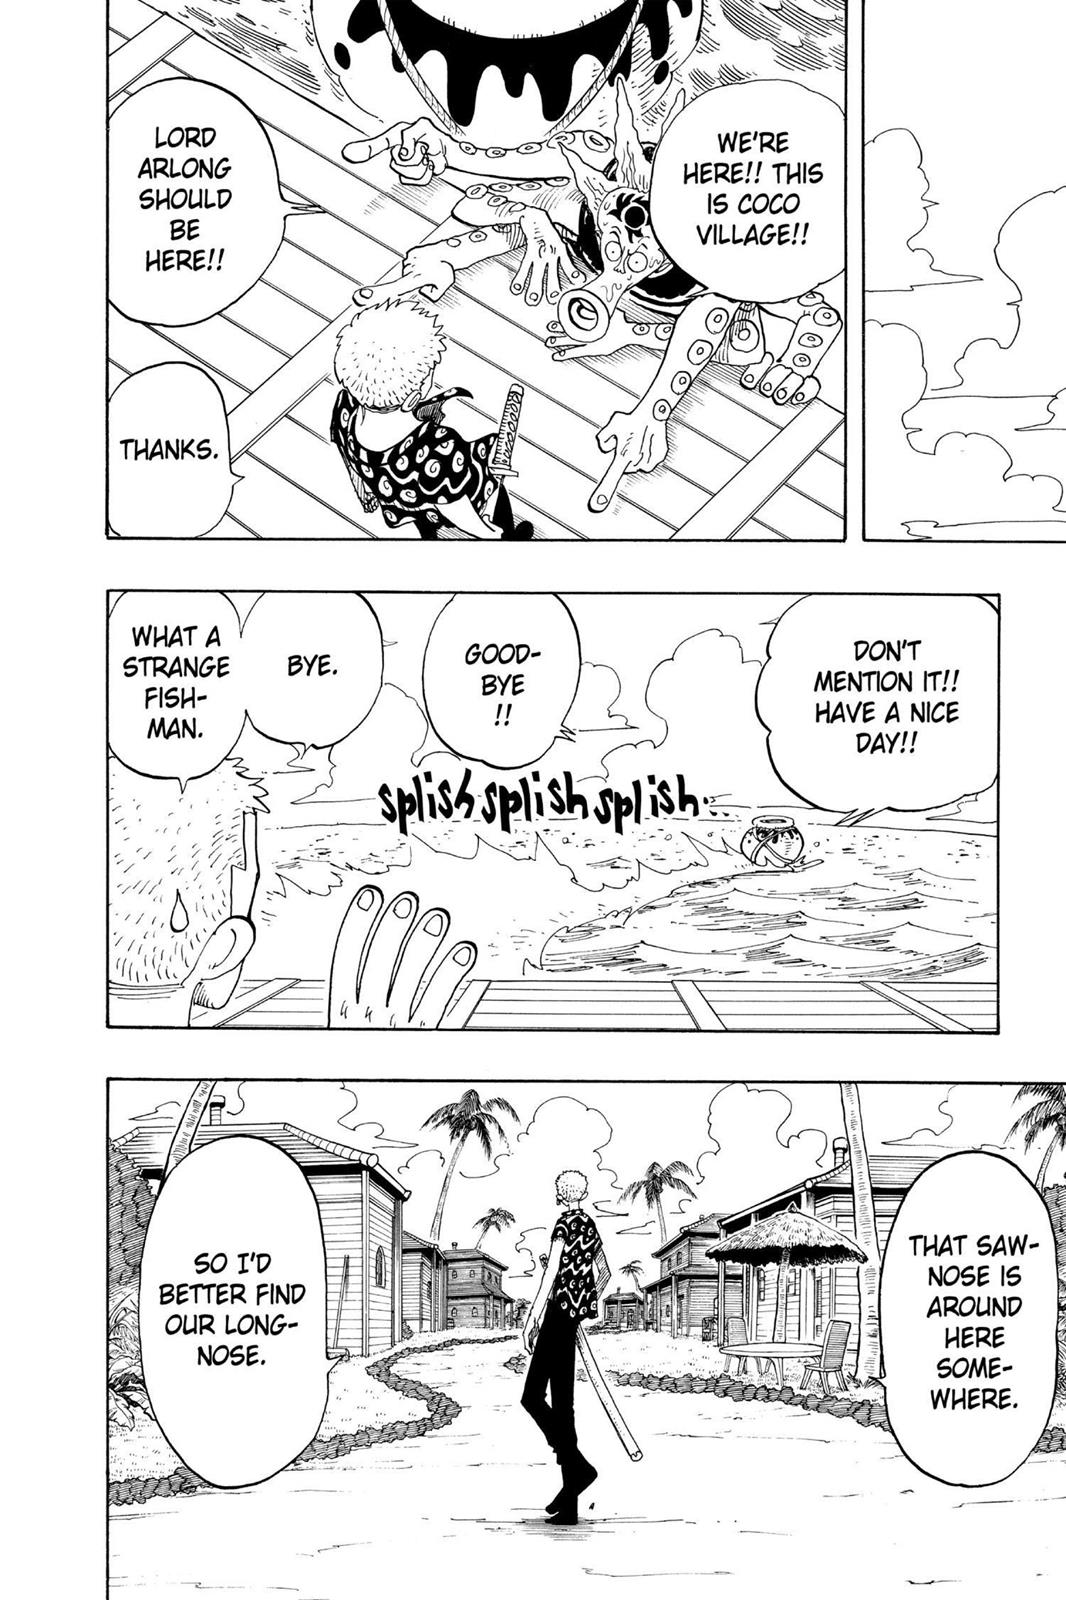 WE'RE
HERE!! THIS
IS COCO
VILLAGE!!
LORD
ARLONG
SHOULD
BE
HERE!!
THANKS.
DON'T
MENTION IT!!
HAVE A NICE
DAY!!
GOOD-
BYE
!!
splish splish splish...
BYE.
WHAT A
STRANGE
FISH-
MAN.
THAT SAW-
NOSE IS
AROUND
HERE
SOME-
WHERE.
SO I'D
BETTER FIND
OUR LONG-
NOSE.